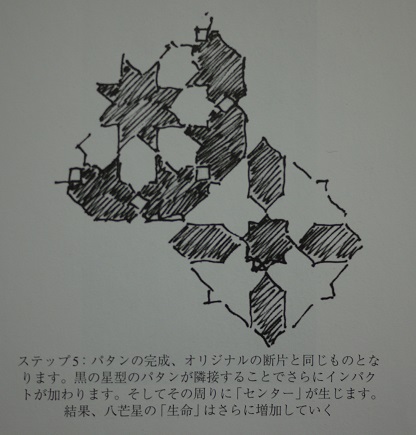 ステップ5：パタンの完成、オリジナルの断片と同じものとな
ります。黒の星型のパタンが隣接することでさらにインパク
トが加わります。そしてその周りに「センター」が生じます。
結果、八芒星の「生命」はさらに増加していく